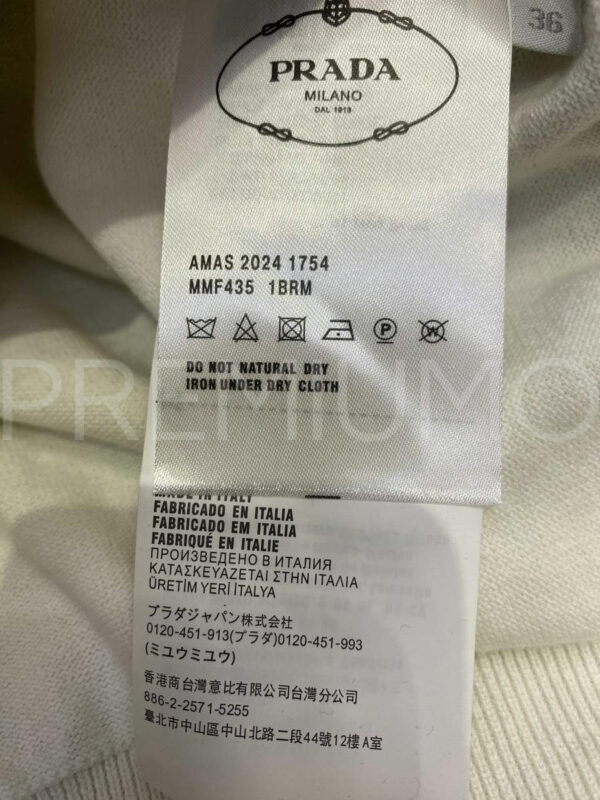 36
PRADA
MILANO
DAL 1913
AMAS 2024 1754
MMF435 1BRM
DO NOT NATURAL DRY
IRON UNDER DRY CLOTH
PREMIUMO
MADE IN ITALY
FABRICADO EN ITALIA
FABRICADO EM ITALIA
FABRIQUÉ EN ITALIE
ПРОИЗВЕДЕНО В ИТАЛИЯ
ΚΑΤΑΣΚΕΥΑΖΕΤΑΙ ΣΤΗΝ ΙΤΑΛΙΑ
ÜRETİM YERİ İTALYA
プラダジャパン株式会社
0120-451-913(プラダ)0120-451-993
(ミユウミユウ)
香港商台灣意比有限公司台灣分公司
886-2-2571-5255
臺北市中山區中山北路二段44號12樓A室